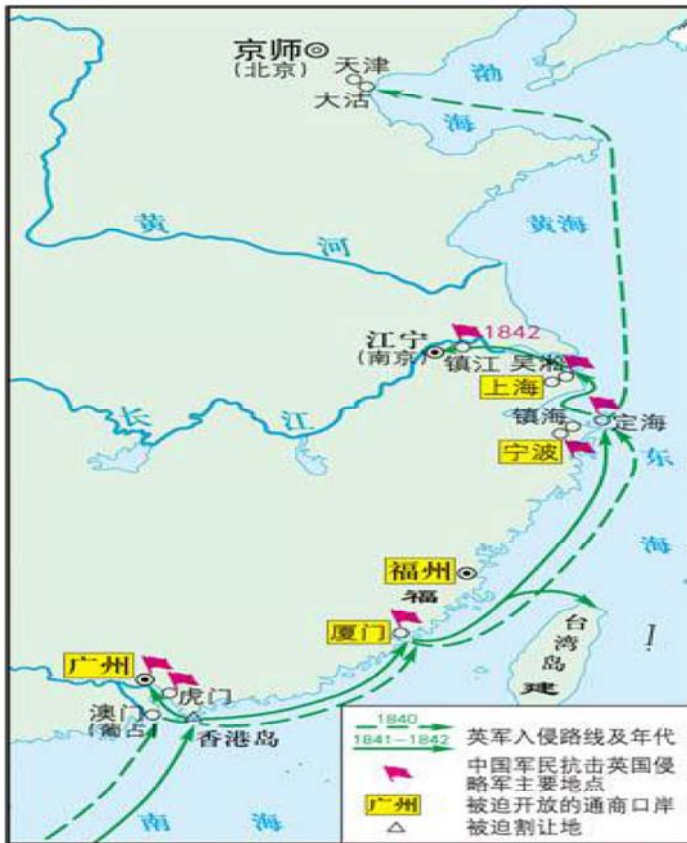 京师
(北京)
天津
大沽
渤
海
黄海
黄
河
江宁
(南京)
1842
镇江
吴淞
上海
长
江
镇海
定海
宁波
东
海
福州
福
厦门
台
湾
岛
建
广州
虎门
澳门
(葡占)
香港岛
南
海
1840
1841-1842
英军入侵路线及年代
中国军民抗击英国侵
略军主要地点
广州
被迫开放的通商口岸
被迫割让地